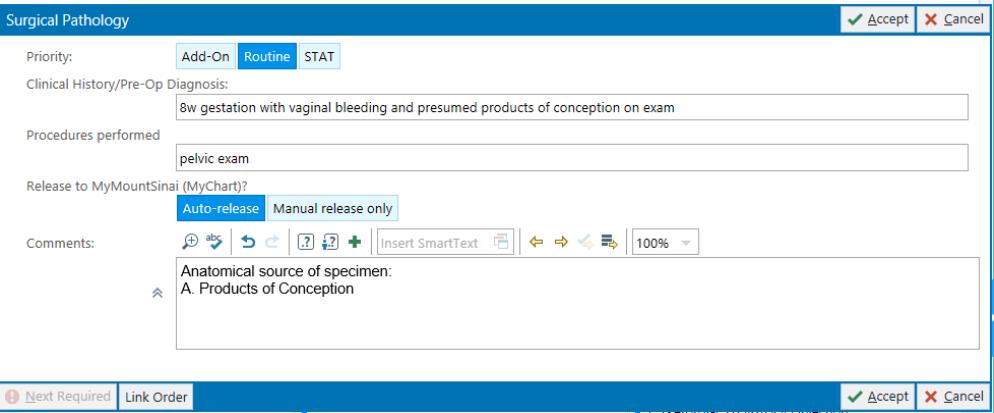 Surgical Pathology Accept Cancel
Priority: Add-On Routine STAT
Clinical History/Pre-Op Diagnosis:
8w gestation with vaginal bleeding and presumed products of conception on exam
Procedures performed
pelvic exam
Release to MyMountSinai (MyChart)?
Auto-release Manual release only
Comments: abc .? .? Insert SmartText 100%
Anatomical source of specimen:
A. Products of Conception
Next Required Link Order Accept Cancel